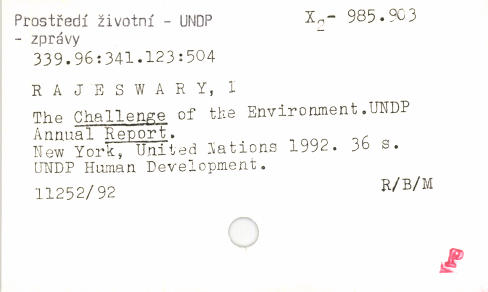 Prostředí životní - UNDP
X - 985.903
- zprávy
339.96:341.123:504
R A J E S W A R Y, I
The Challenge of the Environment.UNDP
Annual Report.
New York, United Nations 1992. 36 s.
UNDP Human Development.
11252/92
R/B/M